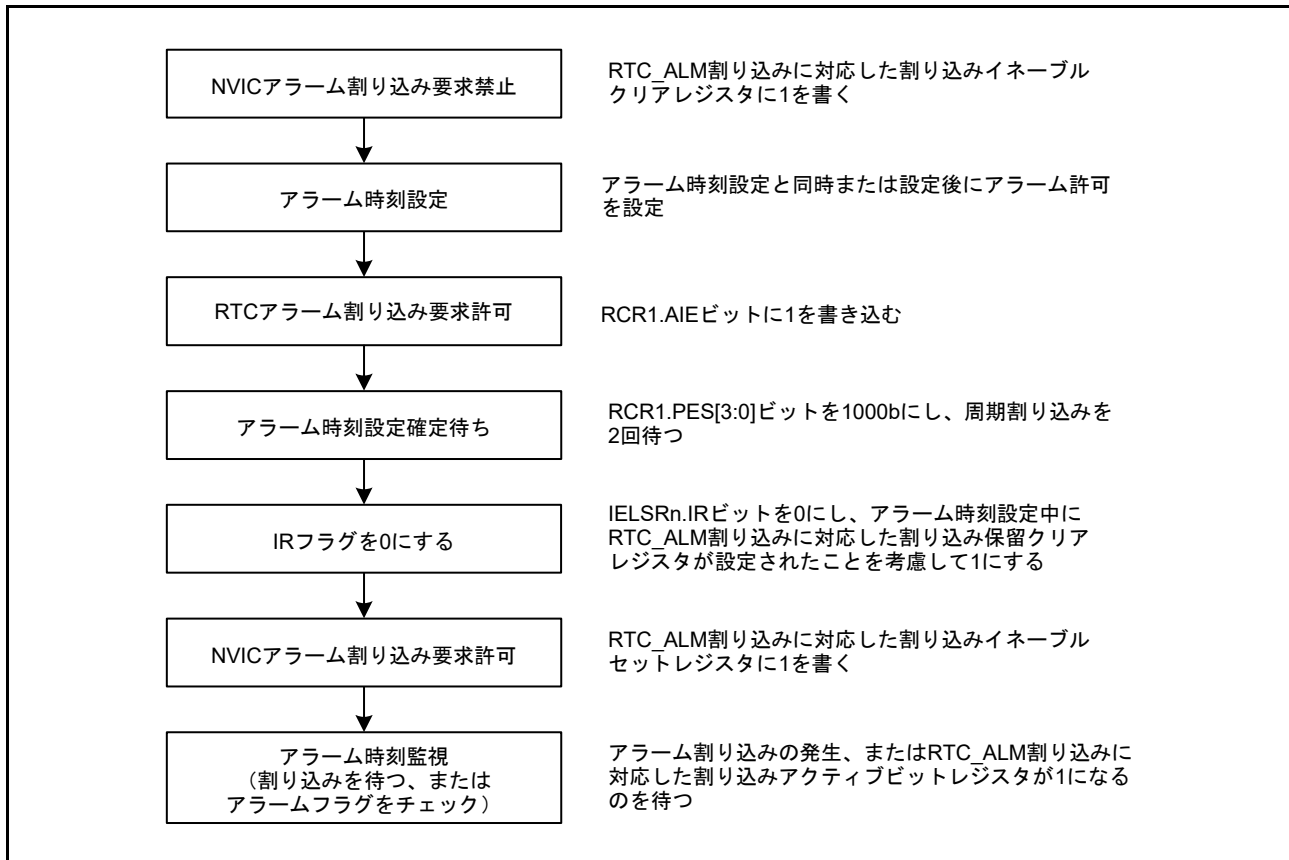 NVICアラーム割り込み要求禁止
RTC_ALM割り込みに対応した割り込みイネーブル
クリアレジスタに1を書く
アラーム時刻設定
アラーム時刻設定と同時または設定後にアラーム許可
を設定
RTCアラーム割り込み要求許可
RCR1.AIEビットに1を書き込む
アラーム時刻設定確定待ち
RCR1.PES[3:0]ビットを1000bにし、周期割り込みを
2回待つ
IRフラグを0にする
IELSRn.IRビットを0にし、アラーム時刻設定中に
RTC_ALM割り込みに対応した割り込み保留クリア
レジスタが設定されたことを考慮して1にする
NVICアラーム割り込み要求許可
RTC_ALM割り込みに対応した割り込みイネーブル
セットレジスタに1を書く
アラーム時刻監視
（割り込みを待つ、または
アラームフラグをチェック）
アラーム割り込みの発生、またはRTC_ALM割り込みに
対応した割り込みアクティブビットレジスタが1になる
のを待つ